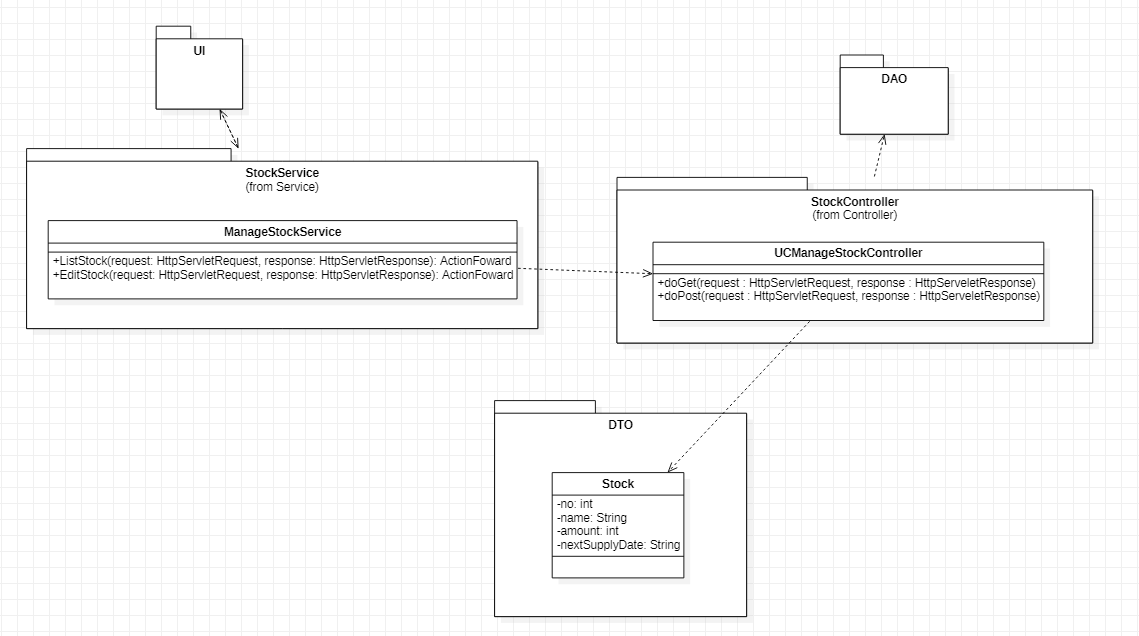 UI
DAO
StockService
(from Service)
ManageStockService
+ListStock(request: HttpServletRequest, response: HttpServletResponse): ActionFoward
+EditStock(request: HttpServletRequest, response: HttpServletResponse): ActionFoward
StockController
(from Controller)
UCManageStockController
+doGet(request : HttpServletRequest, response : HttpServeletResponse)
+doPost(request : HttpServletRequest, response : HttpServeletResponse)
DTO
Stock
-no: int
-name: String
-amount: int
-nextSupplyDate: String